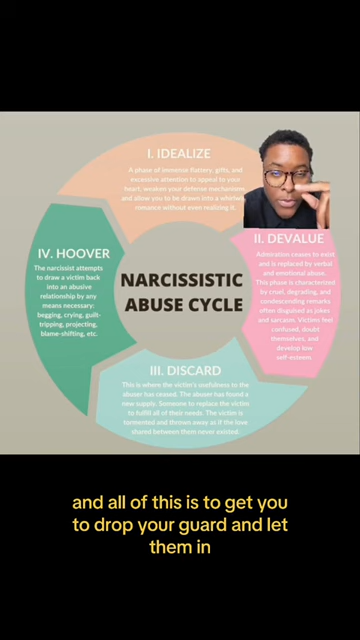 I. IDEALIZE
A phase of immense flattery, gifts, and
excessive attention to appeal to your
heart, weaken your defense mechanism,
and allow you to be drawn into a whirlwind
romance without even realizing it.
II. DEVALUE
Admiration ceases to exist
and is replaced by verbal
and emotional abuse.
This phase is characterized
by cruel, degrading, and
condescending remarks
often disguised as jokes
and sarcasm. Victims feel
confused, doubt
themselves, and
develop low
self-esteem.
IV. HOOVER
The narcissist attempts
to draw a victim back
into an abusive
relationship by any
means necessary:
begging, crying, guilt-
tripping, projecting,
blame-shifting, etc.
NARCISSISTIC
ABUSE CYCLE
III. DISCARD
This is where the victim's usefulness to the
abuser has ceased. The abuser has found a
new supply. Someone to replace the victim
to fulfill all of their needs. The victim is
tormented and thrown away as if the love
shared between them never existed.
and all of this is to get you
to drop your guard and let
them in